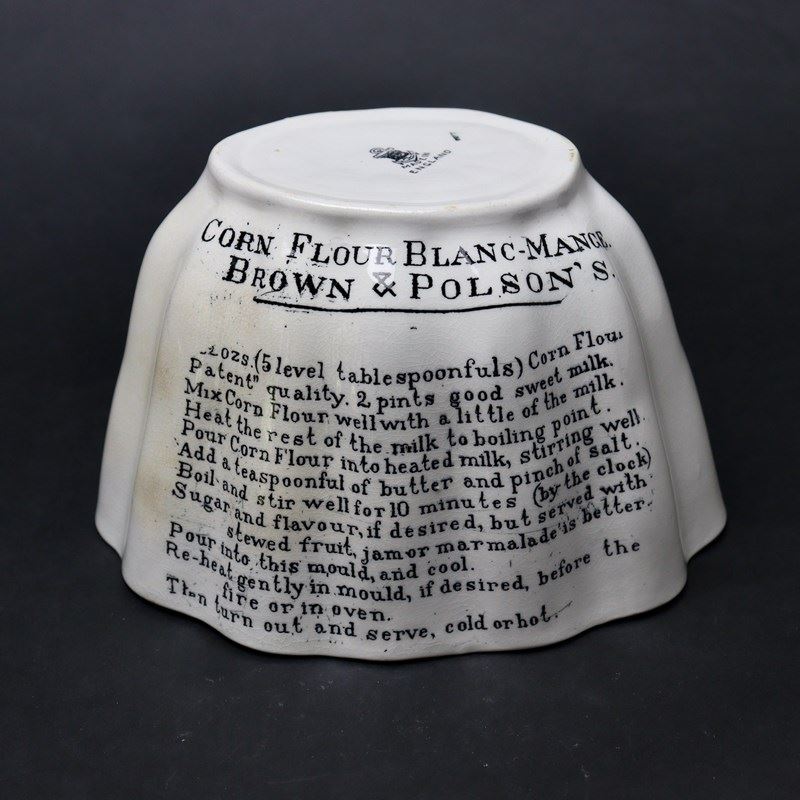 MADE IN
ENGLAND
CORN FLOUR BLANC-MANGE.
BROWN & POLSON'S.
ozs. (5 level tablespoonfuls) Corn Flour
Patent" quality. 2 pints good sweet milk.
Mix Corn Flour well with a little of the milk.
Heat the rest of the milk to boiling point.
Pour Corn Flour into heated milk, stirring well.
Add a teaspoonful of butter and pinch of salt.
Boil and stir well for 10 minutes (by the clock)
Sugar and flavour, if desired, but served with
stewed fruit, jam or marmalade is better.
Pour into this mould, and cool.
Re-heat gently in mould, if desired, before the
fire or in oven.
Then turn out and serve, cold or hot.